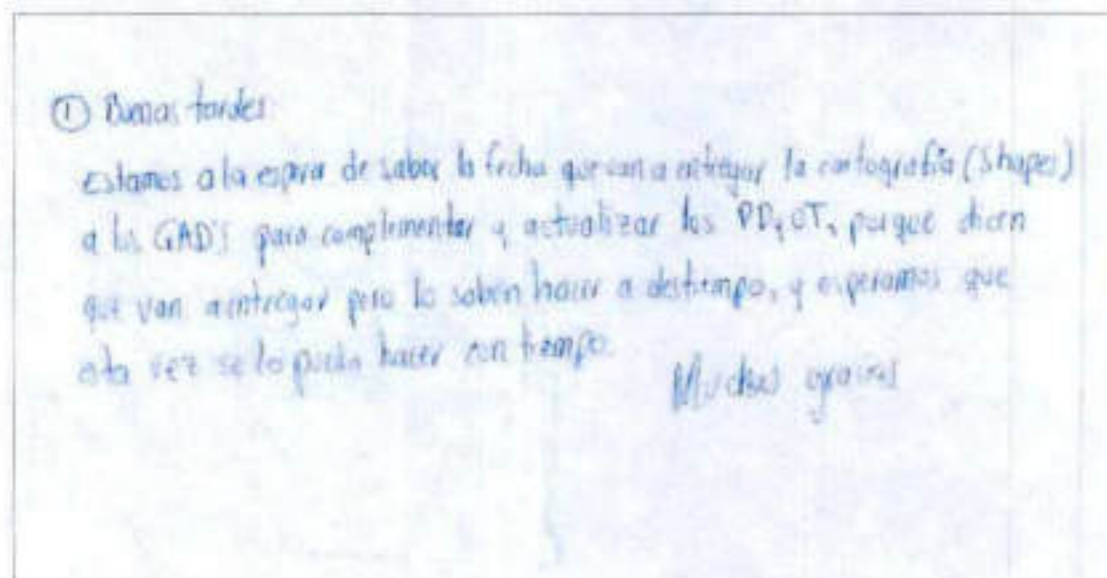 ① Buenas tardes:
Estamos a la espera de saber la fecha que van a entregar la cartografía (Shapes)
a los GAD's para complementar y actualizar los PDyOT, porque dicen
que van a entregar pero lo saben hacer a destiempo, y esperamos que
esta vez se lo pueda hacer con tiempo.
Muchas gracias